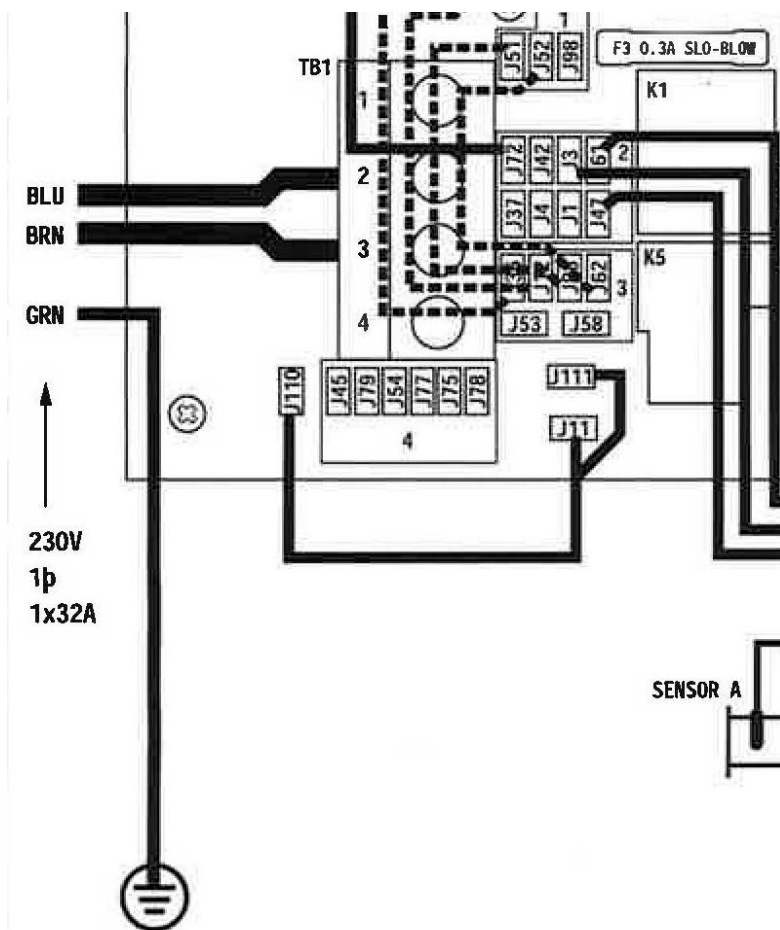 1
J51 J52 J98
F3 0.3A SLO-BLOW
TB1
K1
1
J72 J42 J3 61 2
BLU
2
J37 J4 J1 J47
BRN
3
K5
J62
3
GRN
4
J53 J58
J110
J45 J79 J54 J77 J75 J78
J111
4
J11
230V
1þ
1x32A
SENSOR A